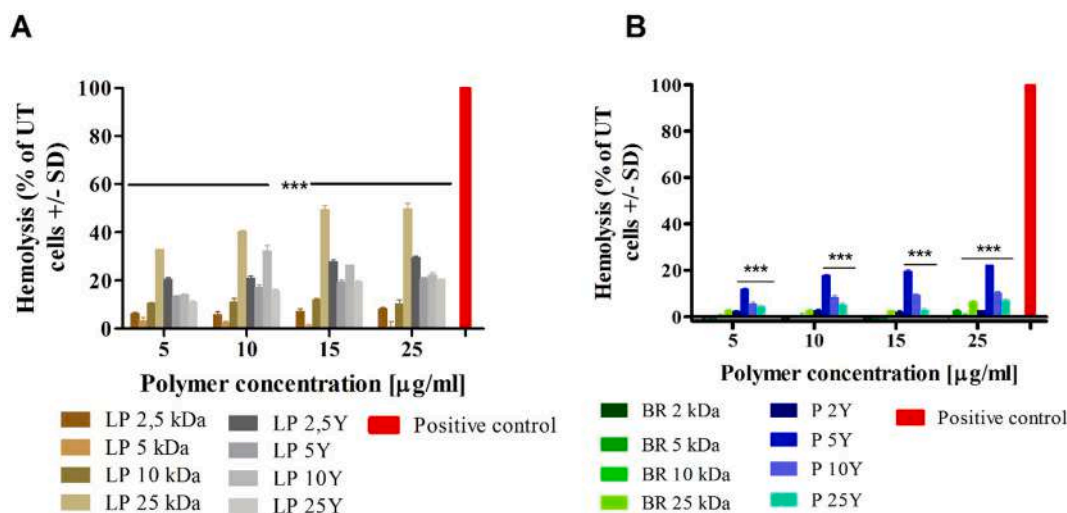 A
Hemolysis (% of UT
cells +/- SD)
100
80
60
40
20
0
***
5
10
15
25
Polymer concentration [µg/ml]
LP 2,5 kDa
LP 5 kDa
LP 10 kDa
LP 25 kDa
LP 2,5Y
LP 5Y
LP 10Y
LP 25Y
Positive control
B
Hemolysis (% of UT
cells +/- SD)
100
80
60
40
20
0
***
***
***
***
5
10
15
25
Polymer concentration [µg/ml]
BR 2 kDa
BR 5 kDa
BR 10 kDa
BR 25 kDa
P 2Y
P 5Y
P 10Y
P 25Y
Positive control